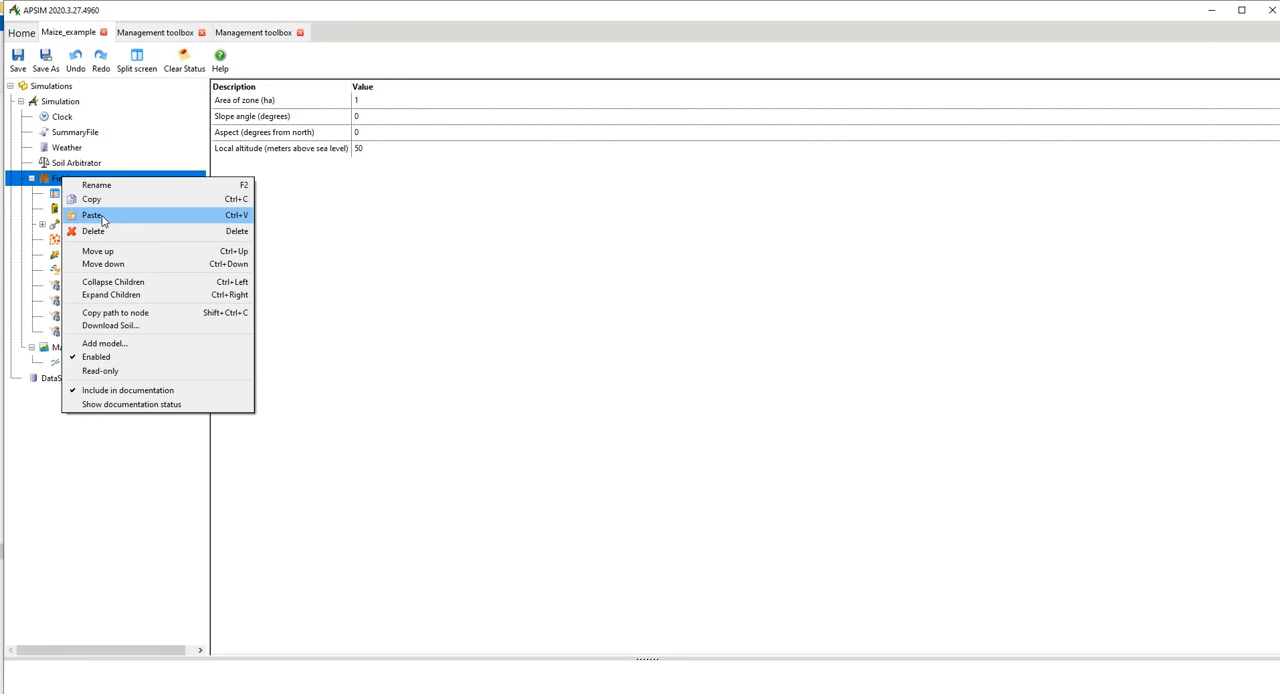 APSIM 2020.3.27.4960
Home Maize_example Management toolbox Management toolbox
Save Save As Undo Redo Split screen Clear Status Help
Simulations
Simulation
Clock
SummaryFile
Weather
Soil Arbitrator
Description Value
Area of zone (ha) 1
Slope angle (degrees) 0
Aspect (degrees from north) 0
Local altitude (meters above sea level) 50
Rename F2
Copy Ctrl+C
Paste Ctrl+V
Delete Delete
Move up Ctrl+Up
Move down Ctrl+Down
Collapse Children Ctrl+Left
Expand Children Ctrl+Right
Copy path to node Shift+Ctrl+C
Download Soil...
Add model...
Enabled
Read-only
Include in documentation
Show documentation status
Ma
DataS